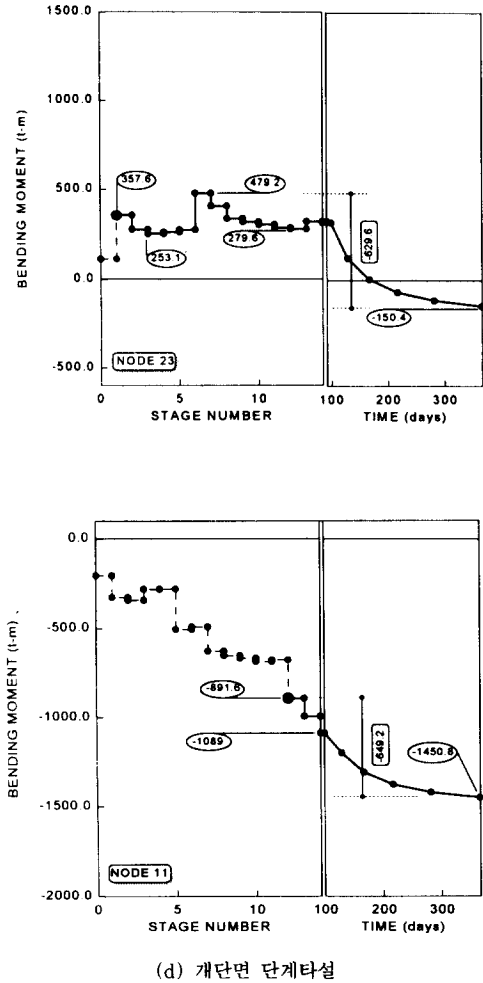 1500.0
1000.0
500.0
0.0
-500.0
BENDING MOMENT (t-m)
357.6
253.1
479.2
279.6
-629.6
-150.4
NODE 23
0 5 10 100 200 300
STAGE NUMBER TIME (days)
0.0
-500.0
-1000.0
-1500.0
-2000.0
BENDING MOMENT (t-m)
-891.6
-1089
-649.2
-1450.8
NODE 11
0 5 10 100 200 300
STAGE NUMBER TIME (days)
(d) 개단면 단계타설